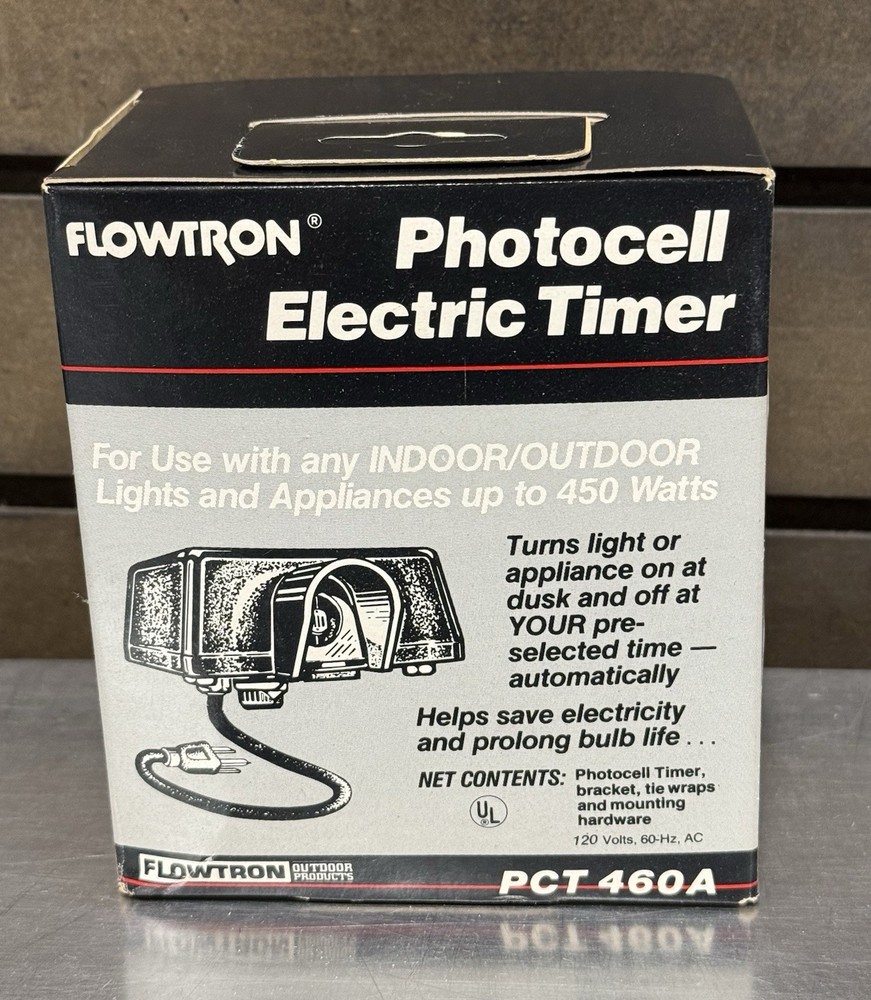 FLOWTRON®
Photocell
Electric Timer
For Use with any INDOOR/OUTDOOR
Lights and Appliances up to 450 Watts
Turns light or
appliance on at
dusk and off at
YOUR pre-
selected time —
automatically
Helps save electricity
and prolong bulb life . . .
NET CONTENTS: Photocell Timer,
bracket, tie wraps
and mounting
hardware
UL®
120 Volts, 60-Hz, AC
FLOWTRON OUTDOOR
PRODUCTS
PCT 460A